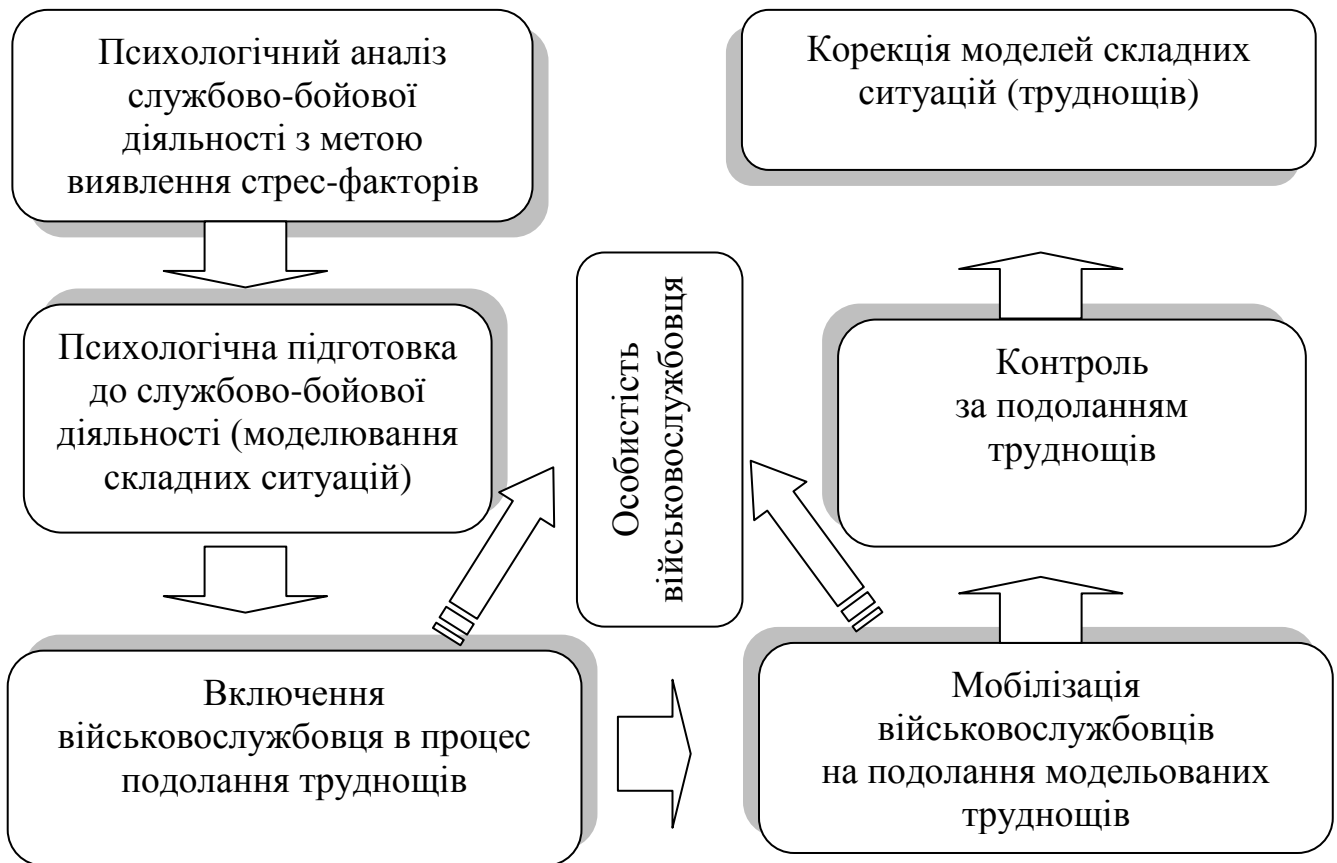 Психологічний аналіз
службово-бойової
діяльності з метою
виявлення стрес-факторів
Психологічна підготовка
до службово-бойової
діяльності (моделювання
складних ситуацій)
Включення
військовослужбовця в процес
подолання труднощів
Особистість
військовослужбовця
Мобілізація
військовослужбовців
на подолання модельованих
труднощів
Контроль
за подоланням
труднощів
Корекція моделей складних
ситуацій (труднощів)